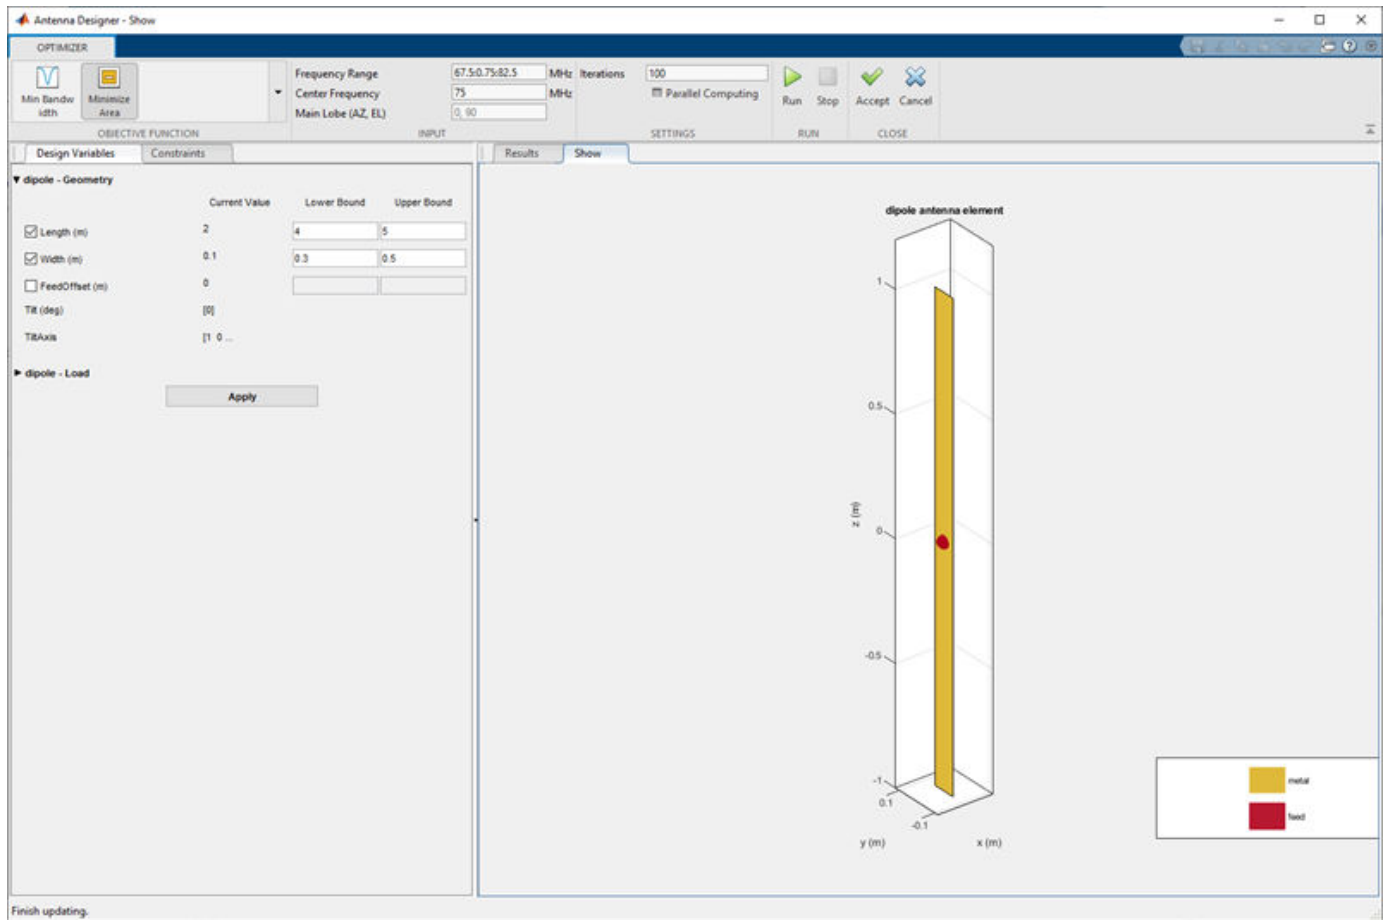 Antenna Designer - Show
OPTIMIZER
Min Bandw
idth
Minimize
Area
OBJECTIVE FUNCTION
Frequency Range 67.5:0.75:82.5 MHz
Center Frequency 75 MHz
Main Lobe (AZ, EL) 0, 90
INPUT
Iterations 100
Parallel Computing
SETTINGS
Run Stop
RUN
Accept Cancel
CLOSE
Design Variables Constraints
dipole - Geometry
Current Value Lower Bound Upper Bound
Length (m) 2 4 5
Width (m) 0.1 0.3 0.5
FeedOffset (m) 0
Tilt (deg) [0]
TiltAxis [1 0 ...
dipole - Load
Apply
Results Show
dipole antenna element
1
0.5
0
-0.5
-1
z (m)
0.1
-0.1
y (m) x (m)
metal
feed
Finish updating.